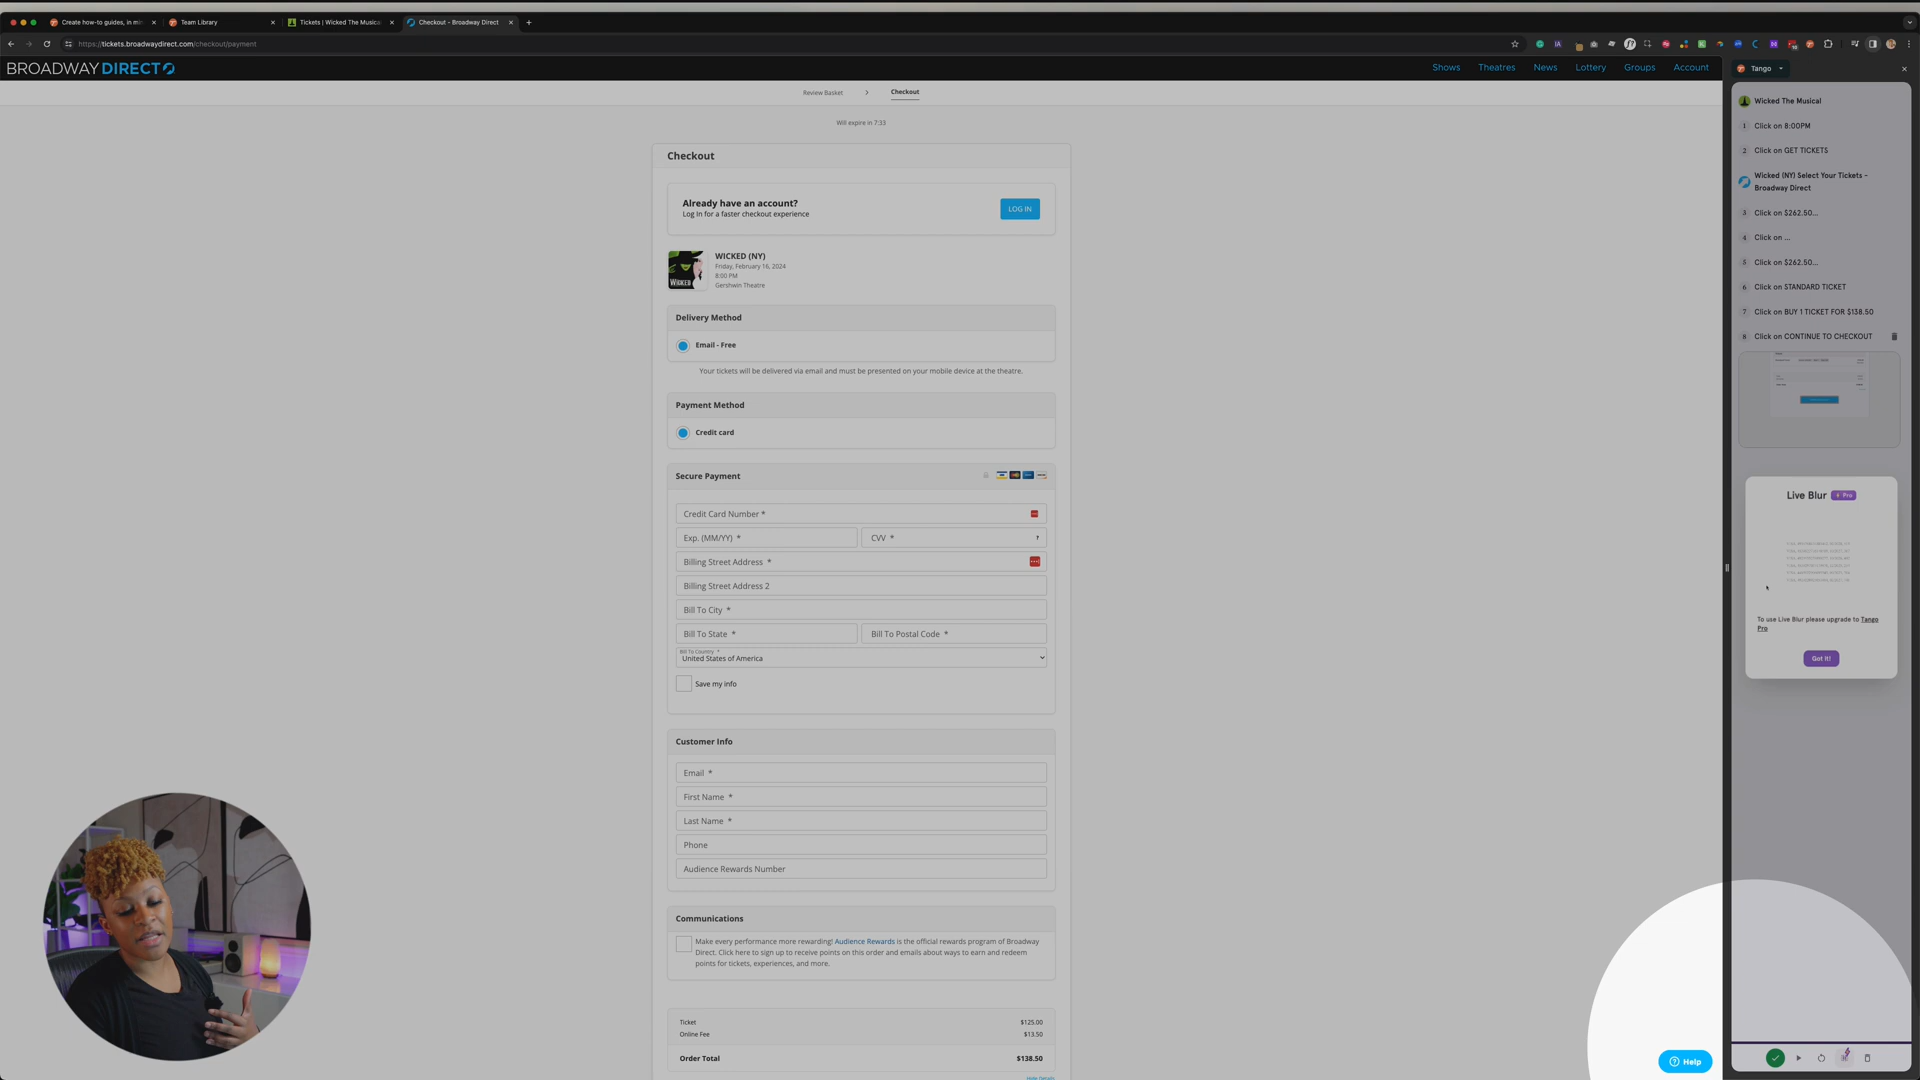 Create how-to guides, in min
Team Library
Tickets | Wicked The Musical
Checkout - Broadway Direct
https://tickets.broadwaydirect.com/checkout/payment
BROADWAY DIRECT
Shows
Theatres
News
Lottery
Groups
Account
Tango
Review Basket
Checkout
Will expire in 7:33
Checkout
Already have an account?
Log In for a faster checkout experience
LOG IN
WICKED
WICKED (NY)
Friday, February 16, 2024
8:00 PM
Gershwin Theatre
Delivery Method
Email - Free
Your tickets will be delivered via email and must be presented on your mobile device at the theatre.
Payment Method
Credit card
Secure Payment
Credit Card Number *
Exp. (MM/YY) *
CVV *
?
Billing Street Address *
Billing Street Address 2
Bill To City *
Bill To State *
Bill To Postal Code *
Bill To Country *
United States of America
Save my info
Customer Info
Email *
First Name *
Last Name *
Phone
Audience Rewards Number
Communications
Make every performance more rewarding! Audience Rewards is the official rewards program of Broadway
Direct. Click here to sign up to receive points on this order and emails about ways to earn and redeem
points for tickets, experiences, and more.
Ticket
$125.00
Online Fee
$13.50
Order Total
$138.50
Hide Details
Help
Wicked The Musical
1 Click on 8:00PM
2 Click on GET TICKETS
Wicked (NY) Select Your Tickets -
Broadway Direct
3 Click on $262.50...
4 Click on ...
5 Click on $262.50...
6 Click on STANDARD TICKET
7 Click on BUY 1 TICKET FOR $138.50
8 Click on CONTINUE TO CHECKOUT
Live Blur
Pro
To use Live Blur please upgrade to Tango
Pro
Got it!